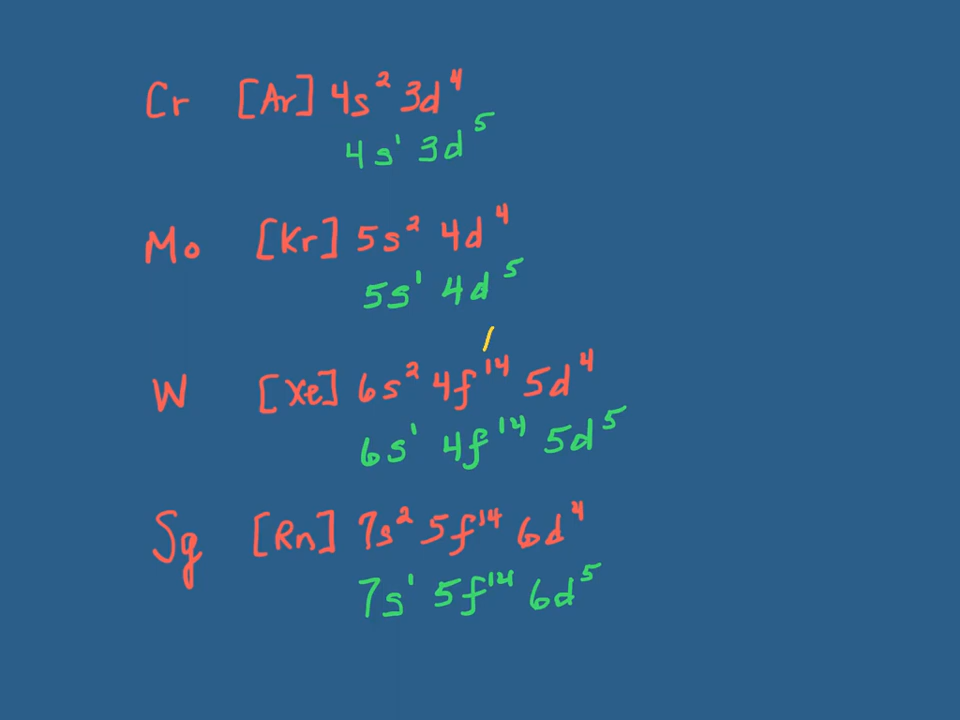 Cr [Ar] 4s² 3d⁴
4s¹ 3d⁵
Mo [Kr] 5s² 4d⁴
5s¹ 4d⁵
W [Xe] 6s² 4f¹⁴ 5d⁴
6s¹ 4f¹⁴ 5d⁵
Sg [Rn] 7s² 5f¹⁴ 6d⁴
7s¹ 5f¹⁴ 6d⁵